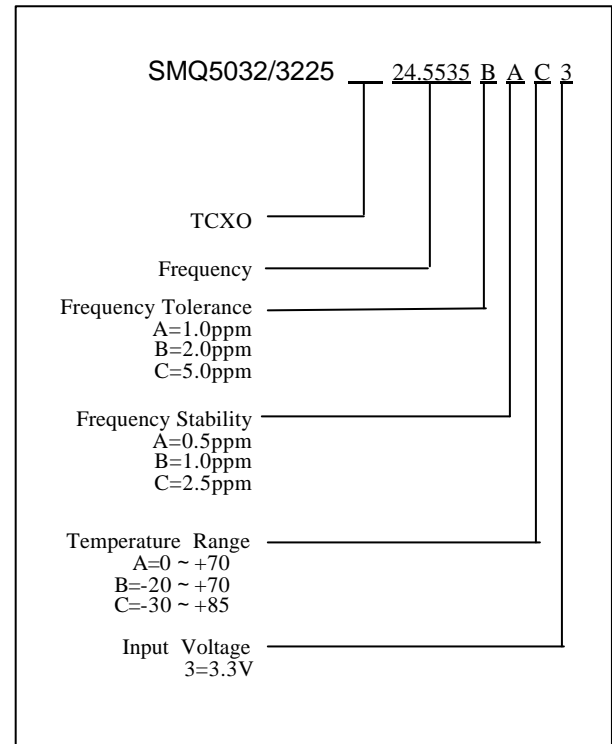 SMQ5032/3225 __ 24.5535 B A C 3
TCXO
Frequency
Frequency Tolerance
A=1.0ppm
B=2.0ppm
C=5.0ppm
Frequency Stability
A=0.5ppm
B=1.0ppm
C=2.5ppm
Temperature Range
A=0 ~ +70
B=-20 ~ +70
C=-30 ~ +85
Input Voltage
3=3.3V